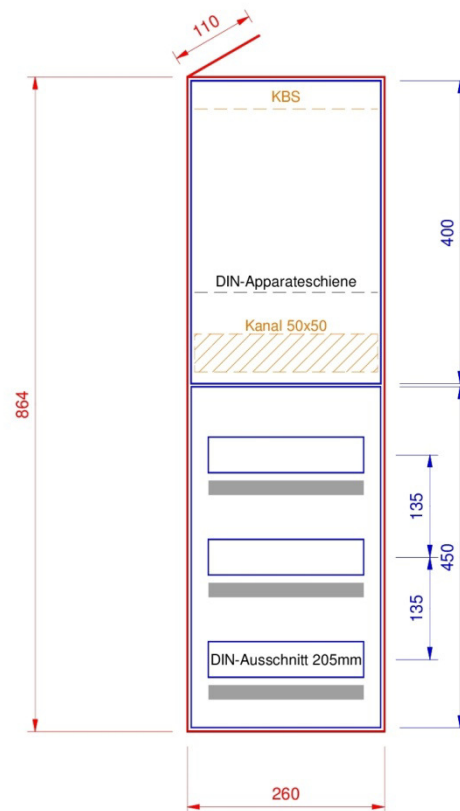 110
KBS
400
DIN-Apparateschiene
Kanal 50x50
864
135
450
135
DIN-Ausschnitt 205mm
260